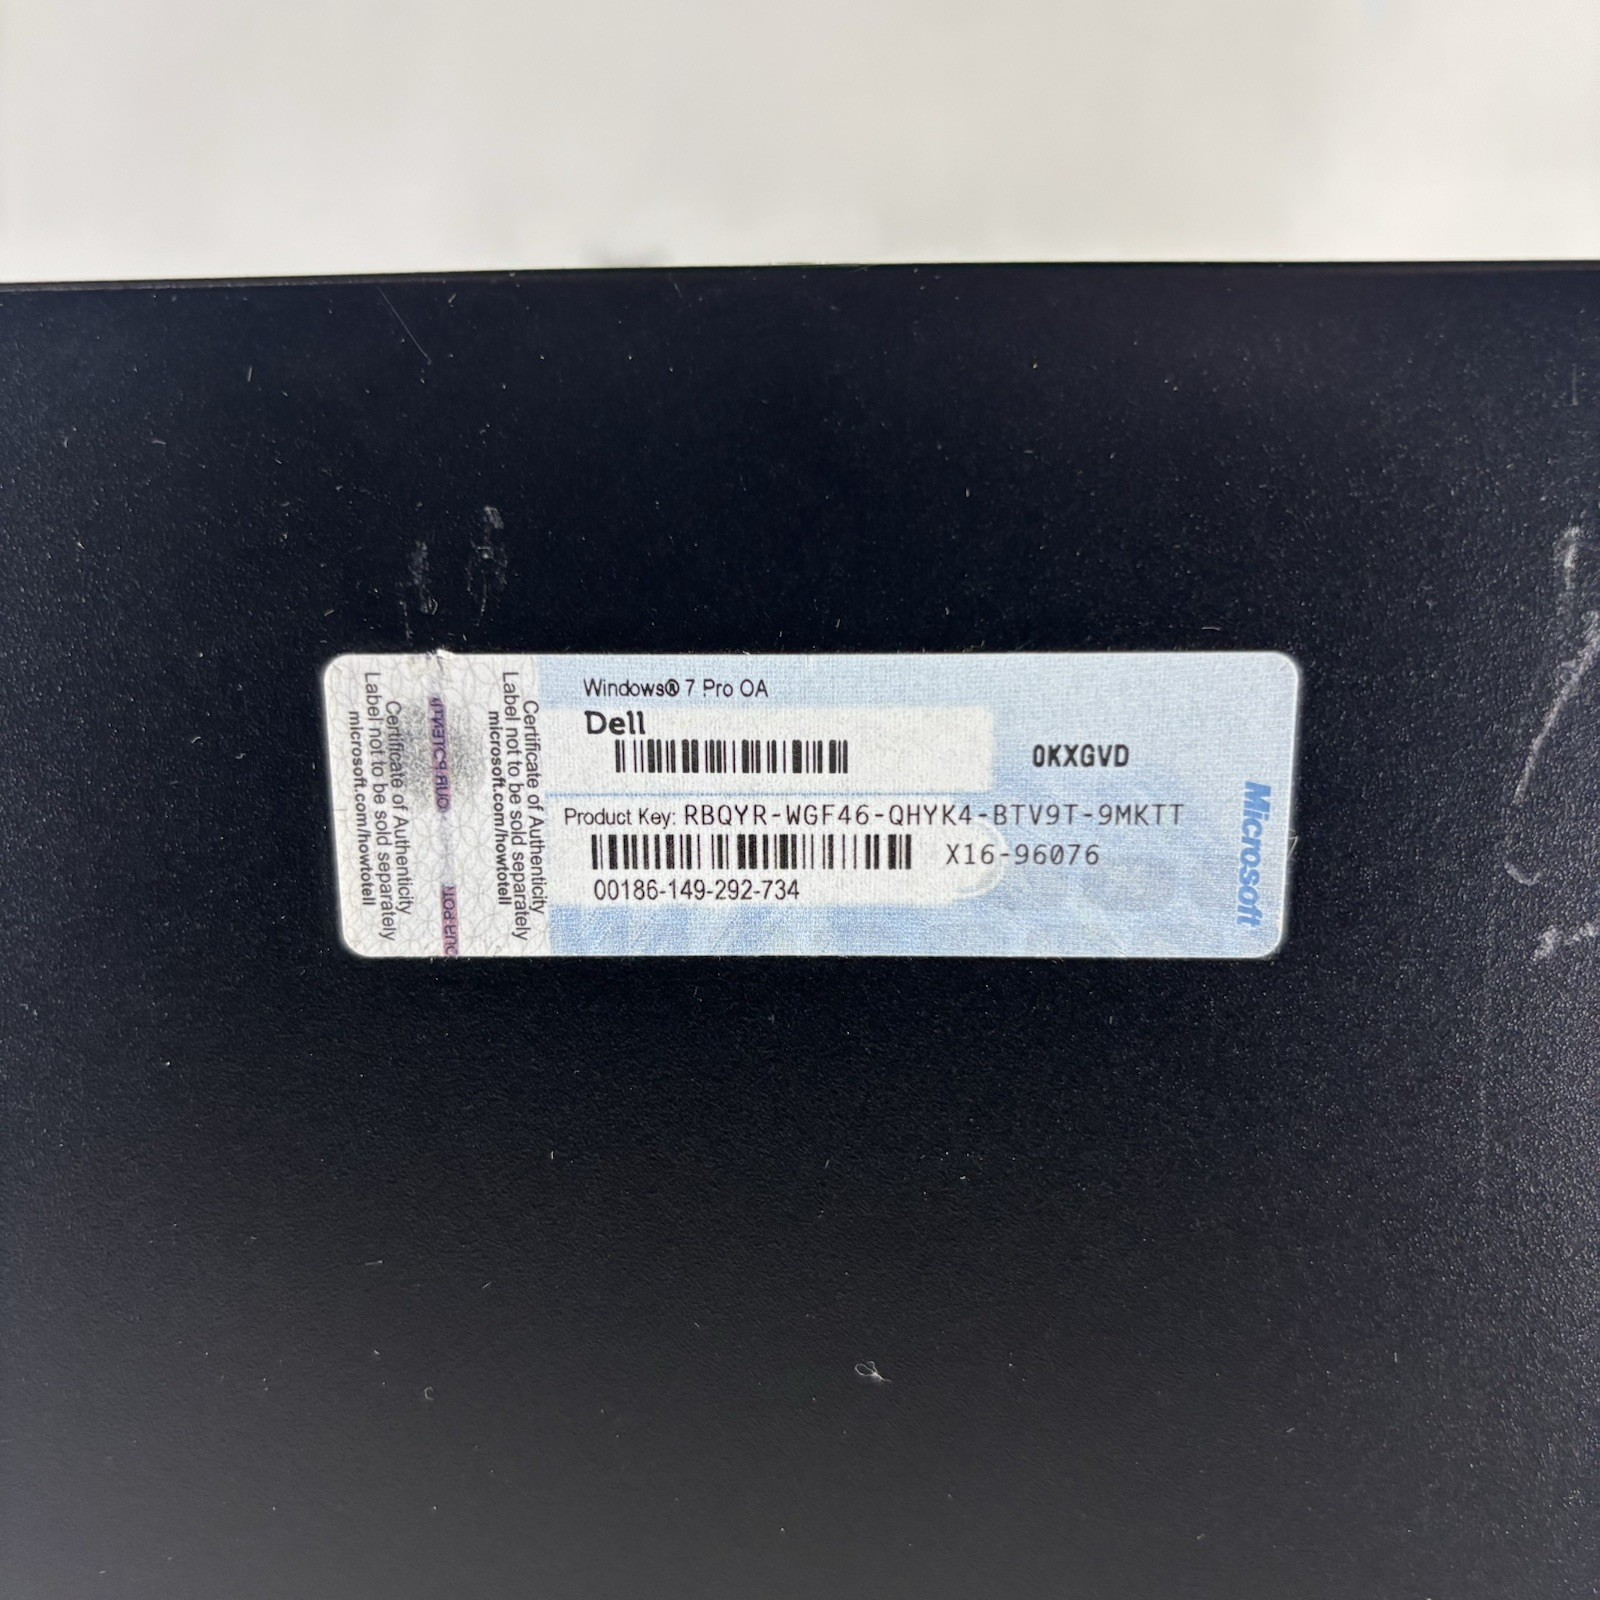 Certificate of Authenticity
Label not to be sold separately
microsoft.com/howtotell
Certificate of Authenticity
Label not to be sold separately
microsoft.com/howtotell
Windows® 7 Pro OA
Dell
0KXGVD
Product Key: RBQYR-WGF46-QHYK4-BTV9T-9MKTT
X16-96076
00186-149-292-734
Microsoft